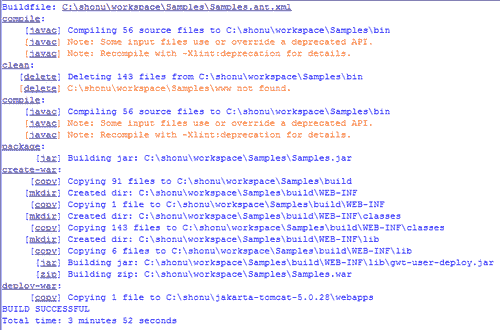 Buildfile: C:\shonu\workspace\Samples\Samples.ant.xml
compile:
[javac] Compiling 56 source files to C:\shonu\workspace\Samples\bin
[javac] Note: Some input files use or override a deprecated API.
[javac] Note: Recompile with -Xlint:deprecation for details.
clean:
[delete] Deleting 143 files from C:\shonu\workspace\Samples\bin
[delete] C:\shonu\workspace\Samples\www not found.
compile:
[javac] Compiling 56 source files to C:\shonu\workspace\Samples\bin
[javac] Note: Some input files use or override a deprecated API.
[javac] Note: Recompile with -Xlint:deprecation for details.
package:
[jar] Building jar: C:\shonu\workspace\Samples\Samples.jar
create-war:
[copy] Copying 91 files to C:\shonu\workspace\Samples\build
[mkdir] Created dir: C:\shonu\workspace\Samples\build\WEB-INF
[copy] Copying 1 file to C:\shonu\workspace\Samples\build\WEB-INF
[mkdir] Created dir: C:\shonu\workspace\Samples\build\WEB-INF\classes
[copy] Copying 143 files to C:\shonu\workspace\Samples\build\WEB-INF\classes
[mkdir] Created dir: C:\shonu\workspace\Samples\build\WEB-INF\lib
[copy] Copying 6 files to C:\shonu\workspace\Samples\build\WEB-INF\lib
[jar] Building jar: C:\shonu\workspace\Samples\build\WEB-INF\lib\gwt-user-deploy.jar
[zip] Building zip: C:\shonu\workspace\Samples\Samples.war
deploy-war:
[copy] Copying 1 file to C:\shonu\jakarta-tomcat-5.0.28\webapps
BUILD SUCCESSFUL
Total time: 3 minutes 52 seconds